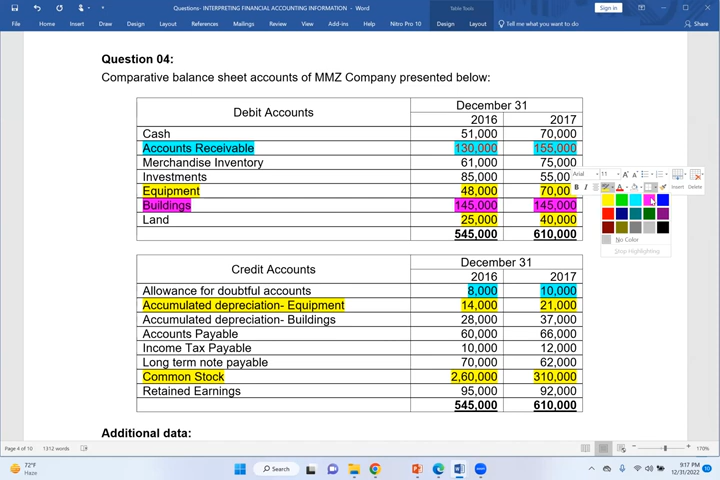 Questions- INTERPRETING FINANCIAL ACCOUNTING INFORMATION - Word
Table Tools
Sign in
File Home Insert Draw Design Layout References Mailings Review View Add-ins Help Nitro Pro 10 Design Layout Tell me what you want to do Share
Question 04:
Comparative balance sheet accounts of MMZ Company presented below:
Debit Accounts December 31
2016 2017
Cash 51,000 70,000
Accounts Receivable 130,000 155,000
Merchandise Inventory 61,000 75,000
Investments 85,000 55,00
Equipment 48,000 70,00
Buildings 145,000 145,000
Land 25,000 40,000
545,000 610,000
Arial 11 A A
B I A Insert Delete
No Color
Stop Highlighting
Credit Accounts December 31
2016 2017
Allowance for doubtful accounts 8,000 10,000
Accumulated depreciation- Equipment 14,000 21,000
Accumulated depreciation- Buildings 28,000 37,000
Accounts Payable 60,000 66,000
Income Tax Payable 10,000 12,000
Long term note payable 70,000 62,000
Common Stock 2,60,000 310,000
Retained Earnings 95,000 92,000
545,000 610,000
Additional data:
Page 4 of 10 1312 words 170%
72°F
Haze
Search
9:17 PM
12/31/2022
10